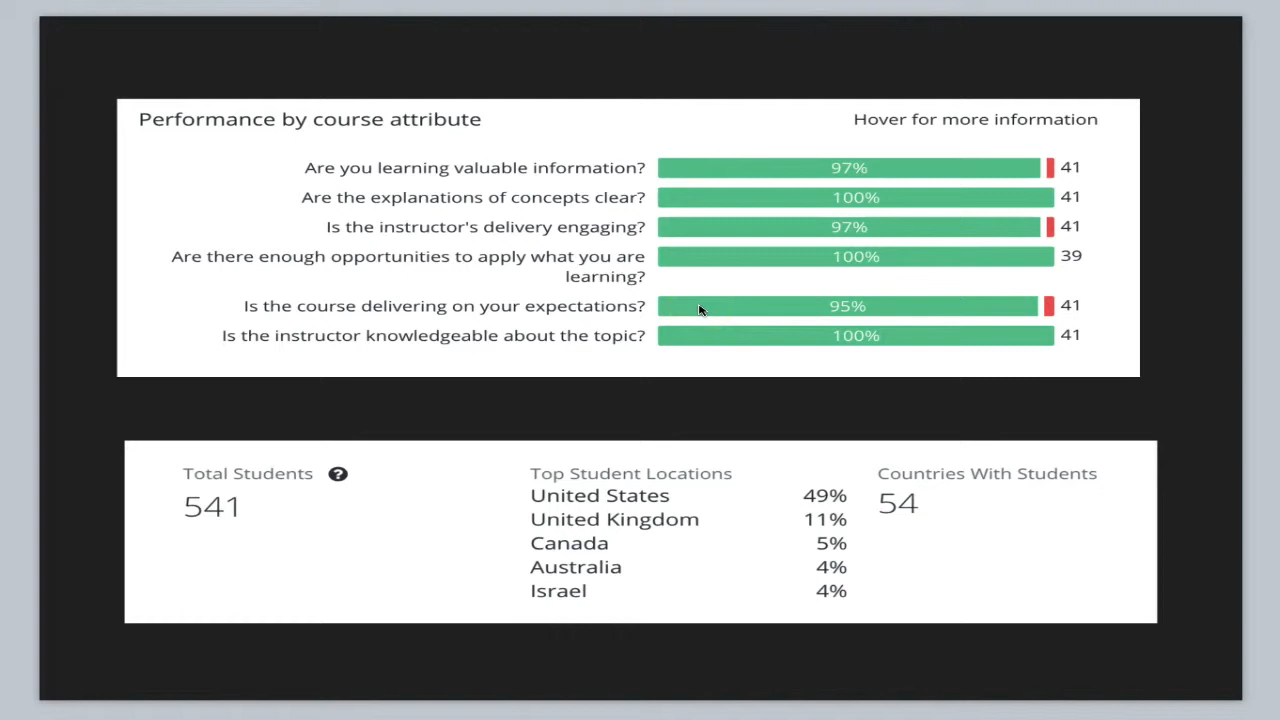 Performance by course attribute
Hover for more information
Are you learning valuable information? 97% 41
Are the explanations of concepts clear? 100% 41
Is the instructor's delivery engaging? 97% 41
Are there enough opportunities to apply what you are 100% 39
learning?
Is the course delivering on your expectations? 95% 41
Is the instructor knowledgeable about the topic? 100% 41
Total Students ?
541
Top Student Locations
United States 49%
United Kingdom 11%
Canada 5%
Australia 4%
Israel 4%
Countries With Students
54